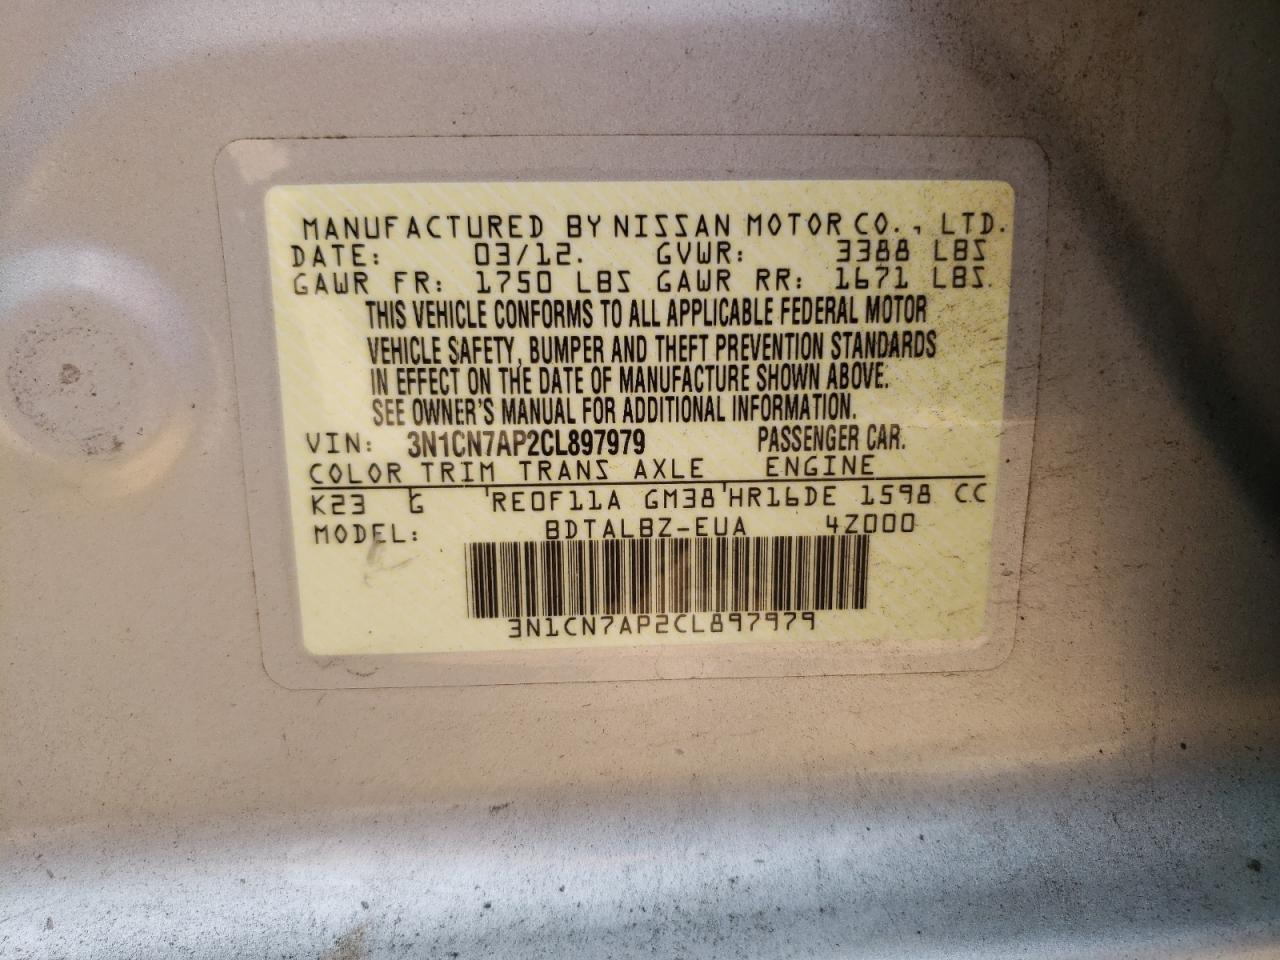 MANUFACTURED BY NISSAN MOTOR CO., LTD.
DATE: 03/12. GVWR: 3388 LBS
GAWR FR: 1750 LBS GAWR RR: 1671 LBS.
THIS VEHICLE CONFORMS TO ALL APPLICABLE FEDERAL MOTOR
VEHICLE SAFETY, BUMPER AND THEFT PREVENTION STANDARDS
IN EFFECT ON THE DATE OF MANUFACTURE SHOWN ABOVE.
SEE OWNER'S MANUAL FOR ADDITIONAL INFORMATION.
VIN: 3N1CN7AP2CL897979 PASSENGER CAR.
COLOR TRIM TRANS AXLE ENGINE
K23 G 'RE0F11A GM38'HR16DE 1598 CC
MODEL: BDTALBZ-EUA 4Z000
3N1CN7AP2CL897979